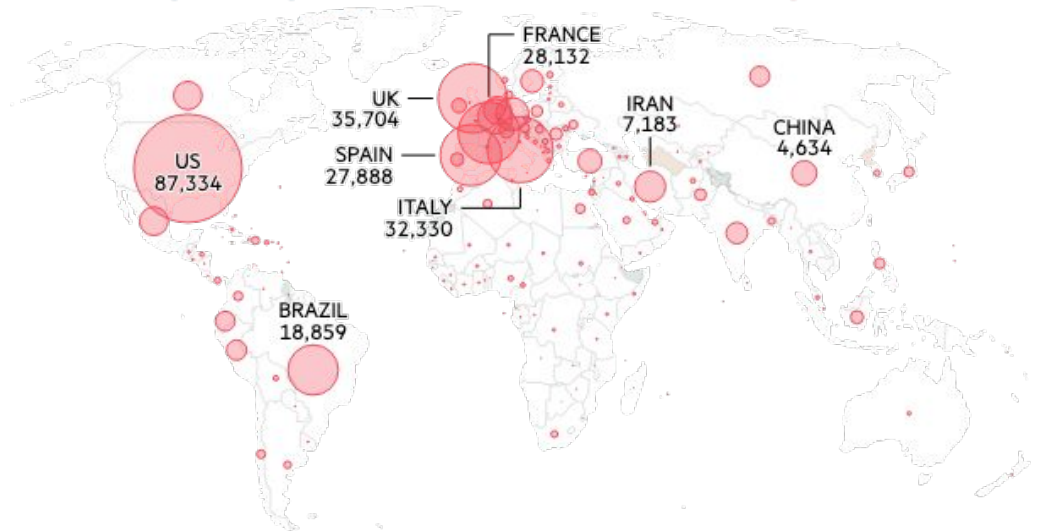 FRANCE
28,132
UK
35,704
IRAN
7,183
CHINA
4,634
US
87,334
SPAIN
27,888
ITALY
32,330
BRAZIL
18,859